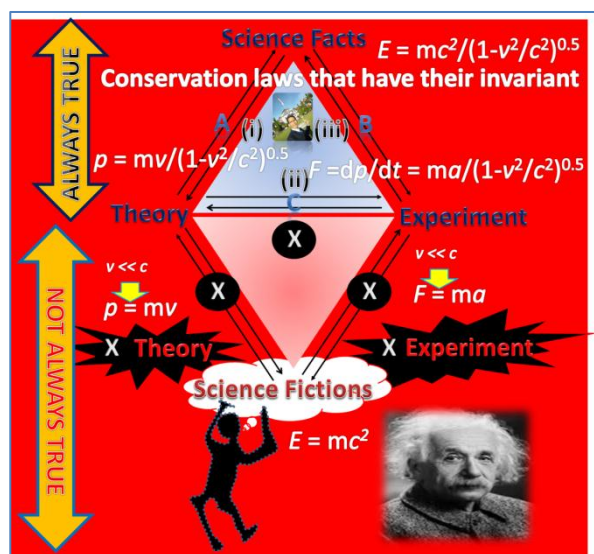 Science Facts
E = mc²/(1-v²/c²)⁰·⁵
Conservation laws that have their invariant
ALWAYS TRUE
A (i) (iii) B
p = mv/(1-v²/c²)⁰·⁵
(ii) F =dp/dt = ma/(1-v²/c²)⁰·⁵
Theory C Experiment
X
v << c
v << c
X X
p = mv
F = ma
X Theory
X Experiment
NOT ALWAYS TRUE
Science Fictions
E = mc²